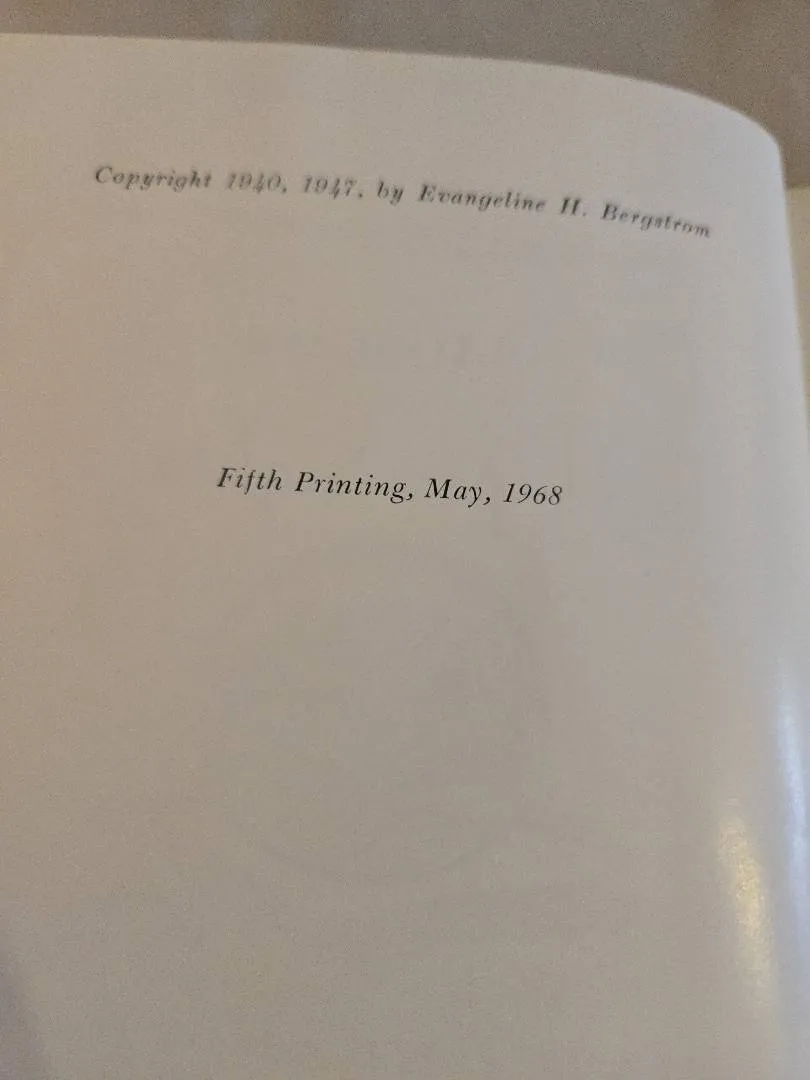 Copyright 1940, 1947, by Evangeline H. Bergstrom
Fifth Printing, May, 1968